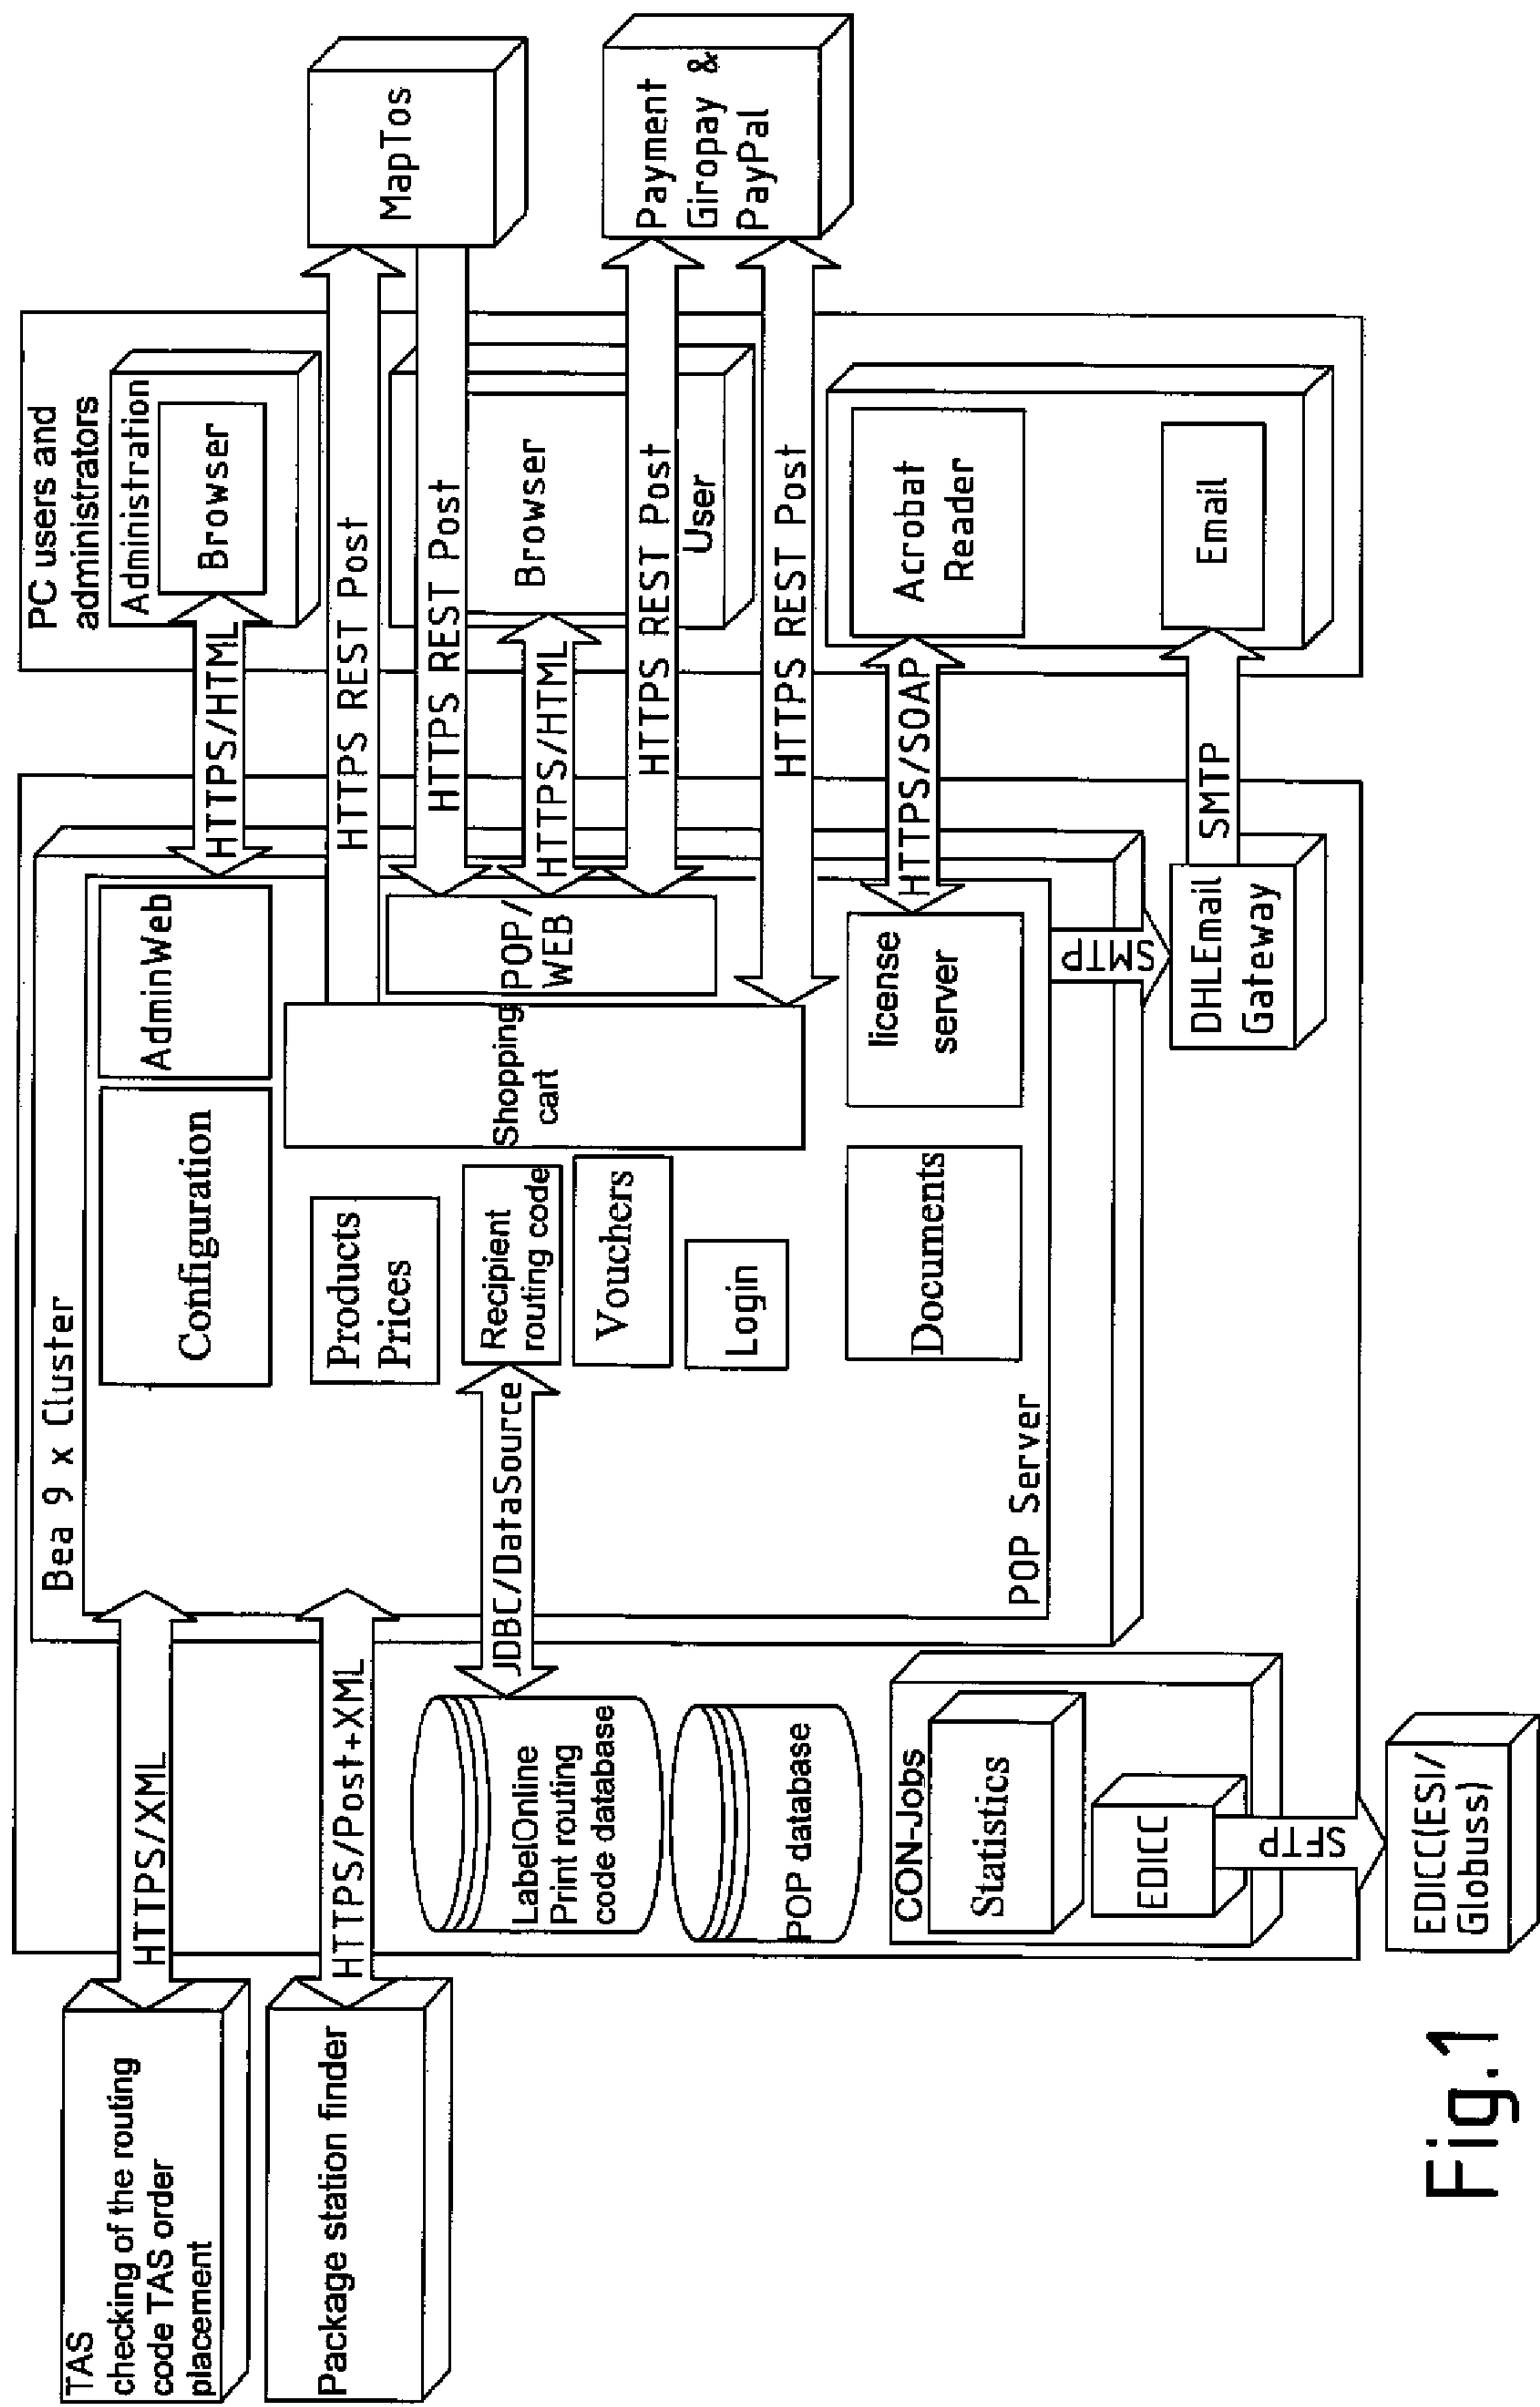 TAS
checking of the routing
code TAS order
placement
Package station finder
HTTPS/XML
HTTPS/Post+XML
Bea 9 x Cluster
Configuration
AdminWeb
Products
Prices
Recipient
routing code
Vouchers
Login
Documents
Shopping
cart
POP/
WEB
license
server
POP Server
JDBC/DataSource
LabelOnline
Print routing
code database
POP database
CON-Jobs
Statistics
EDICC
SFTP
EDICC(ESI/
Globuss)
SMTP
DHLEmail
Gateway
SMTP
HTTPS/HTML
HTTPS REST Post
HTTPS REST Post
HTTPS/HTML
HTTPS REST Post
HTTPS REST Post
HTTPS/SOAP
PC users and
administrators
Administration
Browser
Browser
User
Acrobat
Reader
Email
MapTos
Payment
Giropay &
PayPal
Fig.1